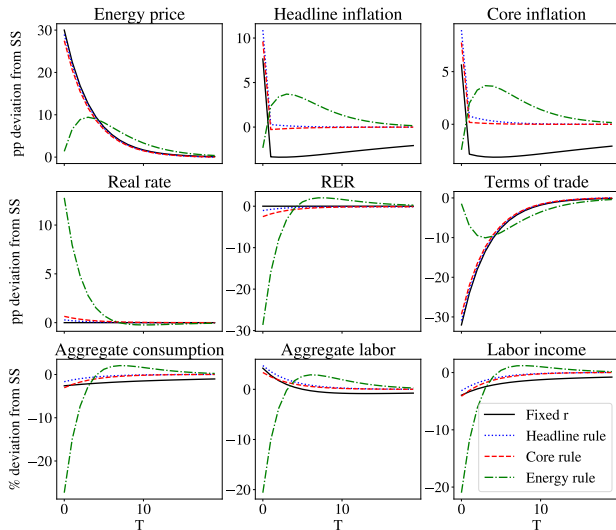 Energy price
Headline inflation
Core inflation
pp deviation from SS
30
20
10
0
10
5
0
5
0
Real rate
RER
Terms of trade
pp deviation from SS
10
5
0
0
−10
−20
−30
0
−10
−20
−30
Aggregate consumption
Aggregate labor
Labor income
% deviation from SS
0
−10
−20
0
−10
−20
0
−10
−20
Fixed r
Headline rule
Core rule
Energy rule
0
10
0
10
0
10
T
T
T